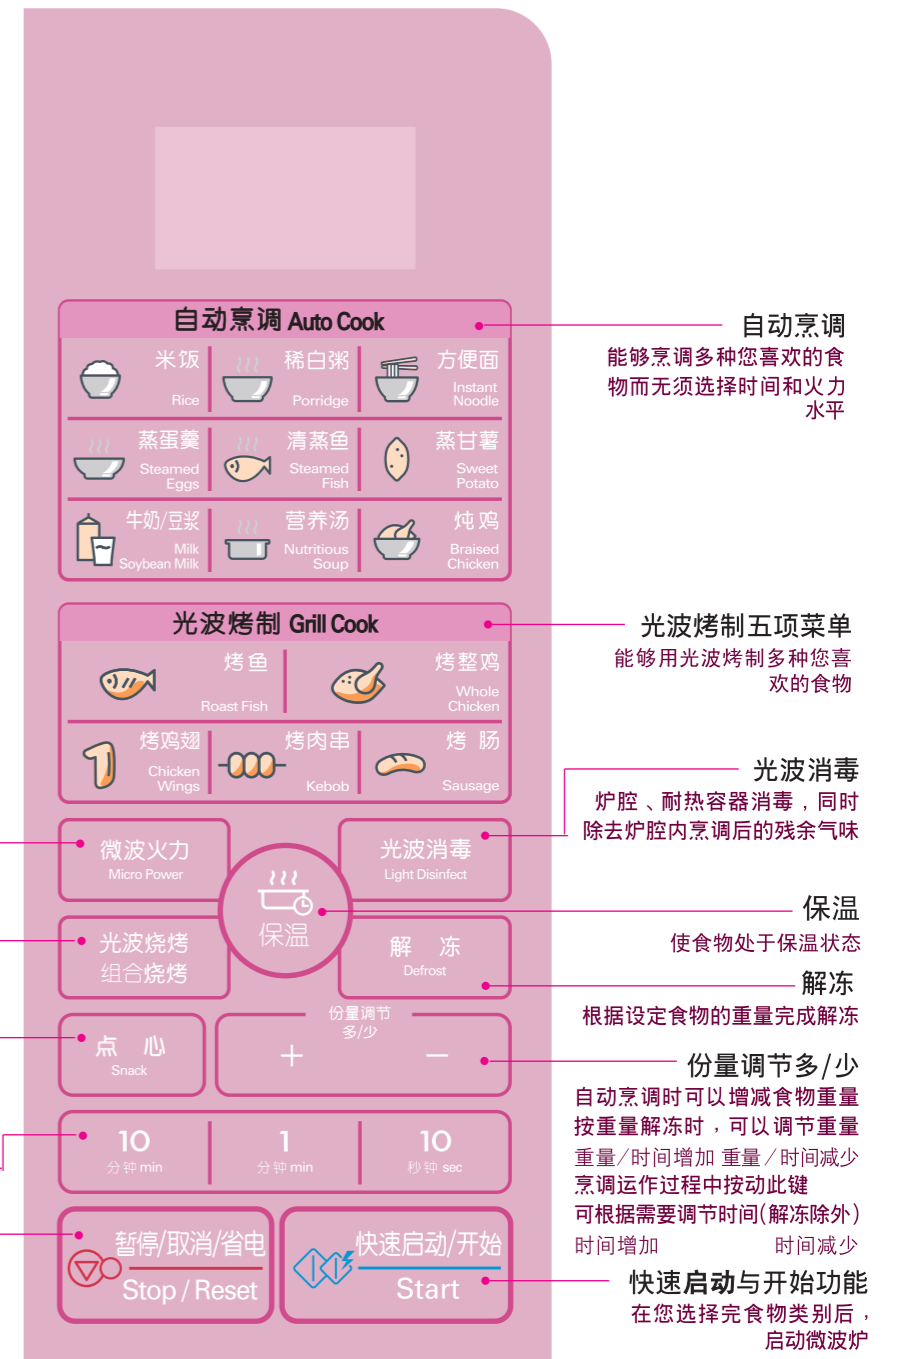 自动烹调 Auto Cook
米饭
Rice
稀白粥
Porridge
方便面
Instant
Noodle
蒸蛋羹
Steamed
Eggs
清蒸鱼
Steamed
Fish
蒸甘薯
Sweet
Potato
牛奶/豆浆
Milk
Soybean Milk
营养汤
Nutritious
Soup
炖鸡
Braised
Chicken
光波烤制 Grill Cook
烤鱼
Roast Fish
烤整鸡
Whole
Chicken
烤鸡翅
Chicken
Wings
烤肉串
Kebob
烤 肠
Sausage
微波火力
Micro Power
光波消毒
Light Disinfect
保温
光波烧烤
组合烧烤
解 冻
Defrost
点 心
Snack
份量调节
多/少
+ −
10
分钟 min
1
分钟 min
10
秒钟 sec
暂停/取消/省电
Stop / Reset
快速启动/开始
Start
自动烹调
能够烹调多种您喜欢的食
物而无须选择时间和火力
水平
光波烤制五项菜单
能够用光波烤制多种您喜
欢的食物
光波消毒
炉腔、耐热容器消毒，同时
除去炉腔内烹调后的残余气味
保温
使食物处于保温状态
解冻
根据设定食物的重量完成解冻
份量调节多/少
自动烹调时可以增减食物重量
按重量解冻时，可以调节重量
重量/时间增加 重量/时间减少
烹调运作过程中按动此键
可根据需要调节时间(解冻除外)
时间增加 时间减少
快速启动与开始功能
在您选择完食物类别后，
启动微波炉